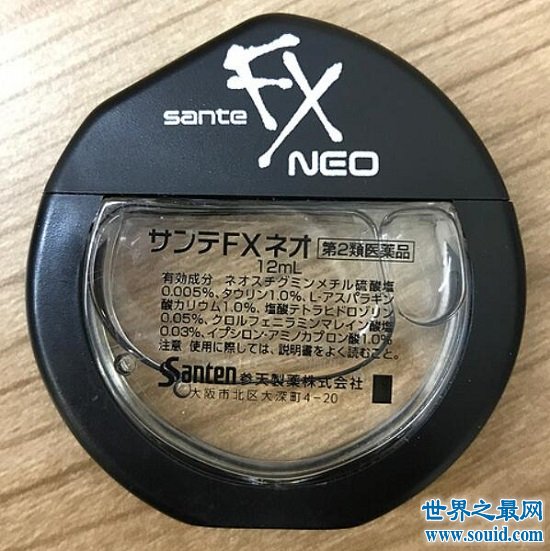 sante FX
NEO
サンテFXネオ 第2類医薬品
12mL
有効成分 ネオスチグミンメチル硫酸塩
0.005%、タウリン1.0%、L-アスパラギン
酸カリウム1.0%、塩酸テトラヒドロゾリン
0.05%、クロルフェニラミンマレイン酸塩
0.03%、イプシロン-アミノカプロン酸1.0%
注意 使用に際しては、説明書をよく読むこと。
Santen 参天製薬株式会社
大阪市北区大深町4-20
世界之最网
www.souid.com